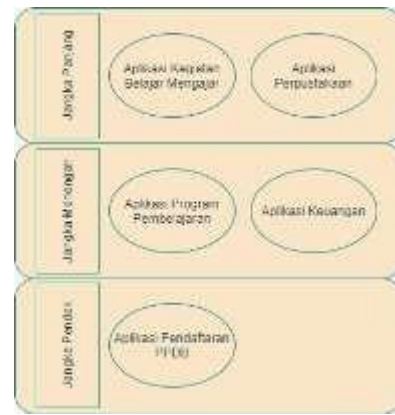 Jangka Panjang
Aplikasi Kegiatan
Belajar Mengajar
Aplikasi
Perpustakaan
Jangka Menengah
Aplikasi Program
Pembelajaran
Aplikasi Keuangan
Jangka Pendek
Aplikasi Pendaftaran
PPDB